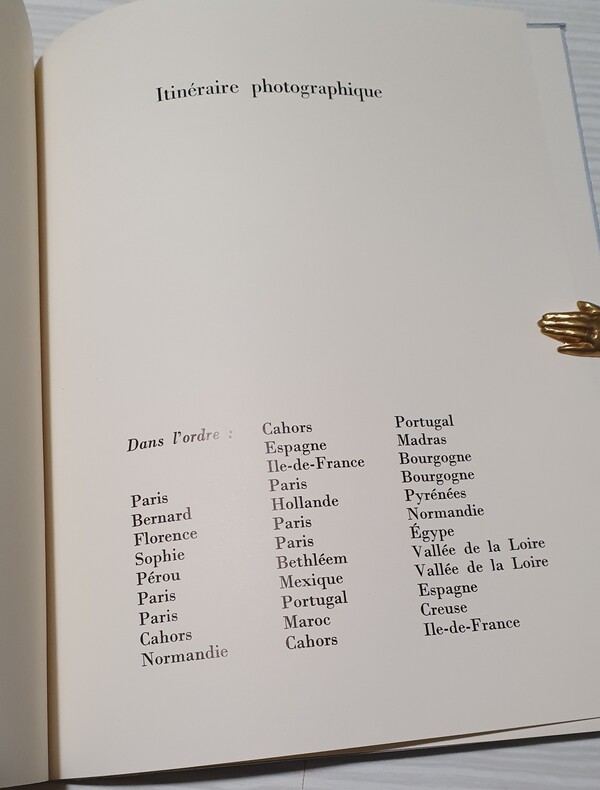 Itinéraire photographique
Dans l'ordre :
Paris
Bernard
Florence
Sophie
Pérou
Paris
Paris
Cahors
Normandie
Cahors
Espagne
Ile-de-France
Paris
Hollande
Paris
Paris
Bethléem
Mexique
Portugal
Maroc
Cahors
Portugal
Madras
Bourgogne
Bourgogne
Pyrénées
Normandie
Égype
Vallée de la Loire
Vallée de la Loire
Espagne
Creuse
Ile-de-France